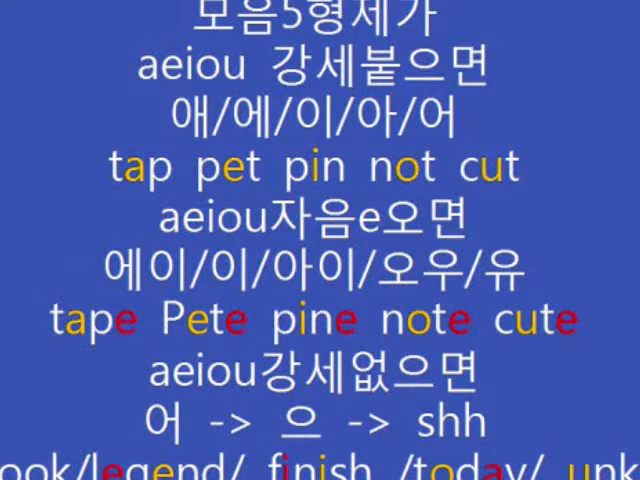 모음5형제가
aeiou 강세붙으면
애/에/이/아/어
tap pet pin not cut
aeiou자음e오면
에이/이/아이/오우/유
tape Pete pine note cute
aeiou강세없으면
어 -> 으 -> shh
ook/legend/ finish /today/ unk